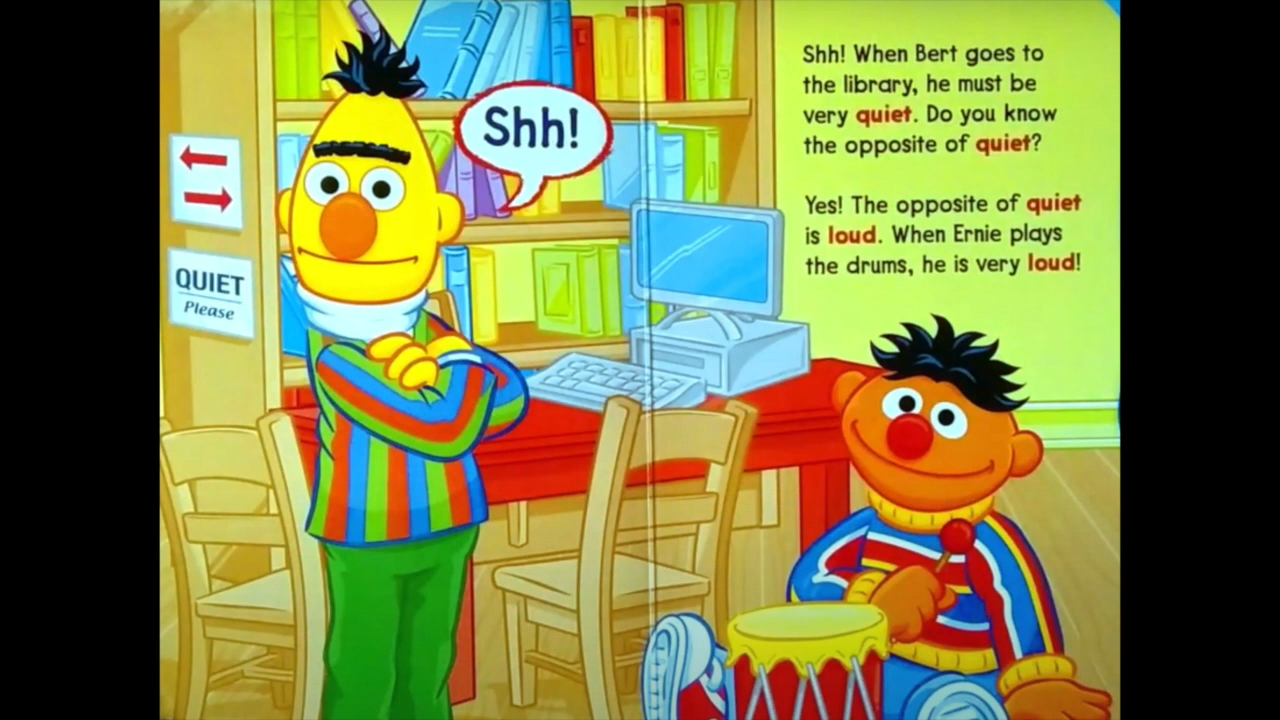 Shh!
QUIET
Please
Shh! When Bert goes to
the library, he must be
very quiet. Do you know
the opposite of quiet?
Yes! The opposite of quiet
is loud. When Ernie plays
the drums, he is very loud!